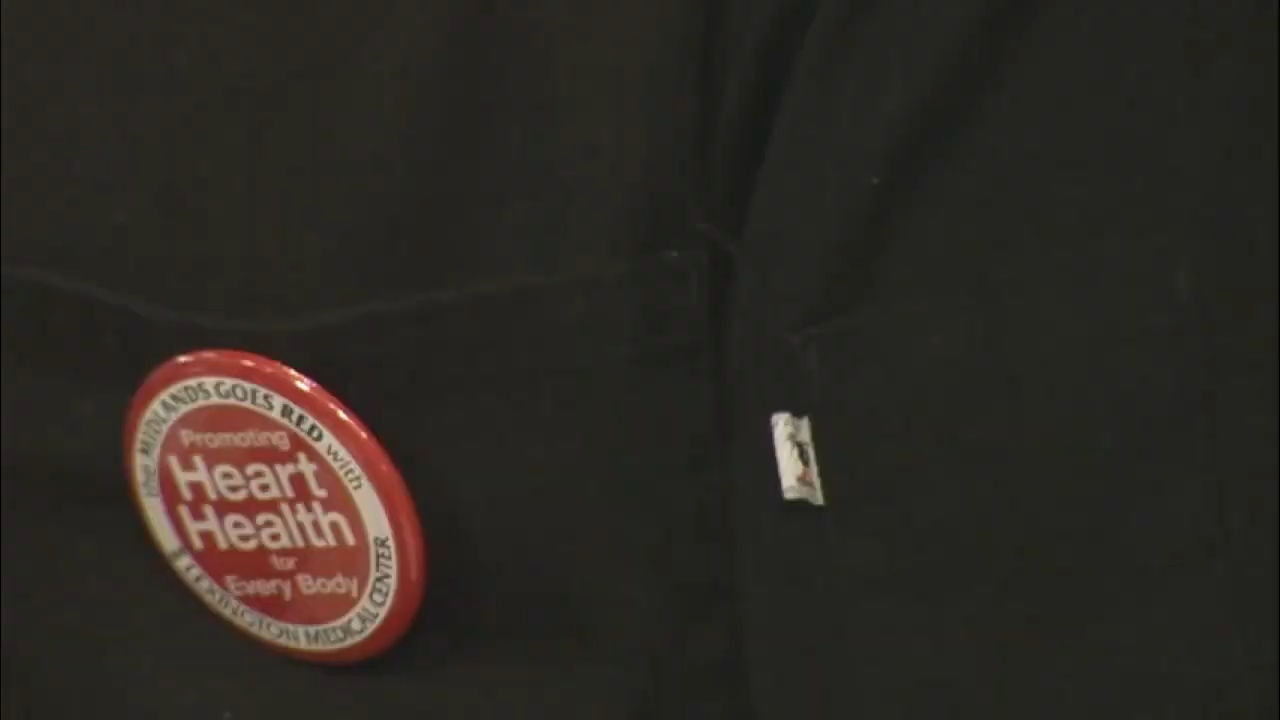 the MIDLANDS GOES RED with
Promoting
Heart
Health
for
Every Body
LEXINGTON MEDICAL CENTER